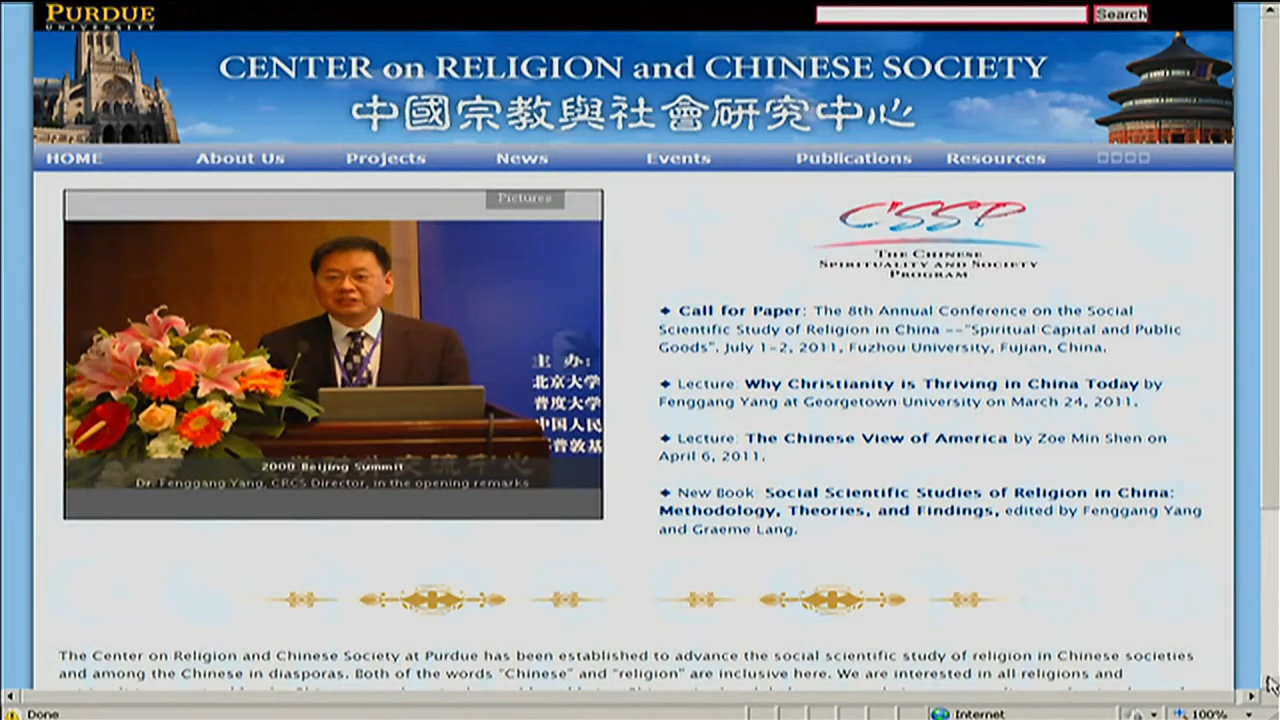 PURDUE
UNIVERSITY
Search
CENTER on RELIGION and CHINESE SOCIETY
中國宗教與社會研究中心
HOME About Us Projects News Events Publications Resources
Pictures
主 办:
北京大学
普度大学
中国人民
普敦基
交流中心
2009 Beijing Summit
Dr. Fenggang Yang, CRCS Director, in the opening remarks
CSSP
THE CHINESE
SPIRITUALITY AND SOCIETY
PROGRAM
Call for Paper: The 8th Annual Conference on the Social
Scientific Study of Religion in China --"Spiritual Capital and Public
Goods". July 1-2, 2011, Fuzhou University, Fujian, China.
Lecture: Why Christianity is Thriving in China Today by
Fenggang Yang at Georgetown University on March 24, 2011.
Lecture: The Chinese View of America by Zoe Min Shen on
April 6, 2011.
New Book: Social Scientific Studies of Religion in China:
Methodology, Theories, and Findings, edited by Fenggang Yang
and Graeme Lang.
The Center on Religion and Chinese Society at Purdue has been established to advance the social scientific study of religion in Chinese societies
and among the Chinese in diasporas. Both of the words "Chinese" and "religion" are inclusive here. We are interested in all religions and
Done Internet 100%